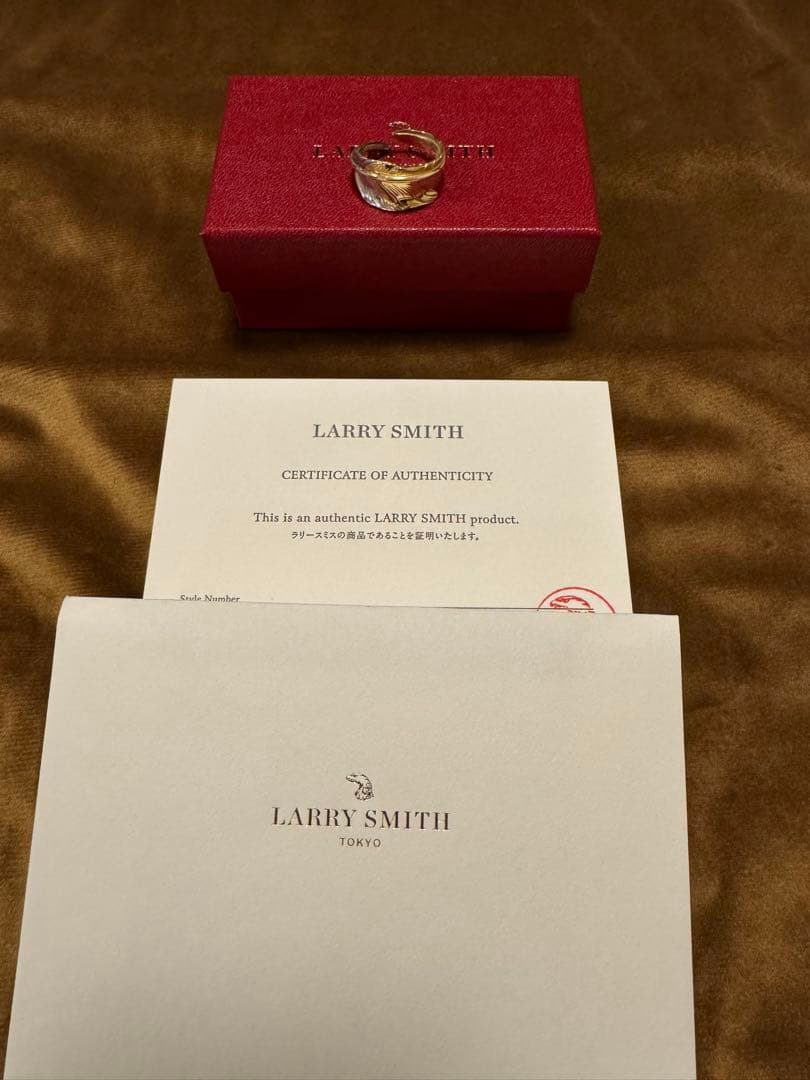 LARRY SMITH
LARRY SMITH
CERTIFICATE OF AUTHENTICITY
This is an authentic LARRY SMITH product.
ラリースミスの商品であることを証明いたします。
Style Number
LARRY SMITH
TOKYO